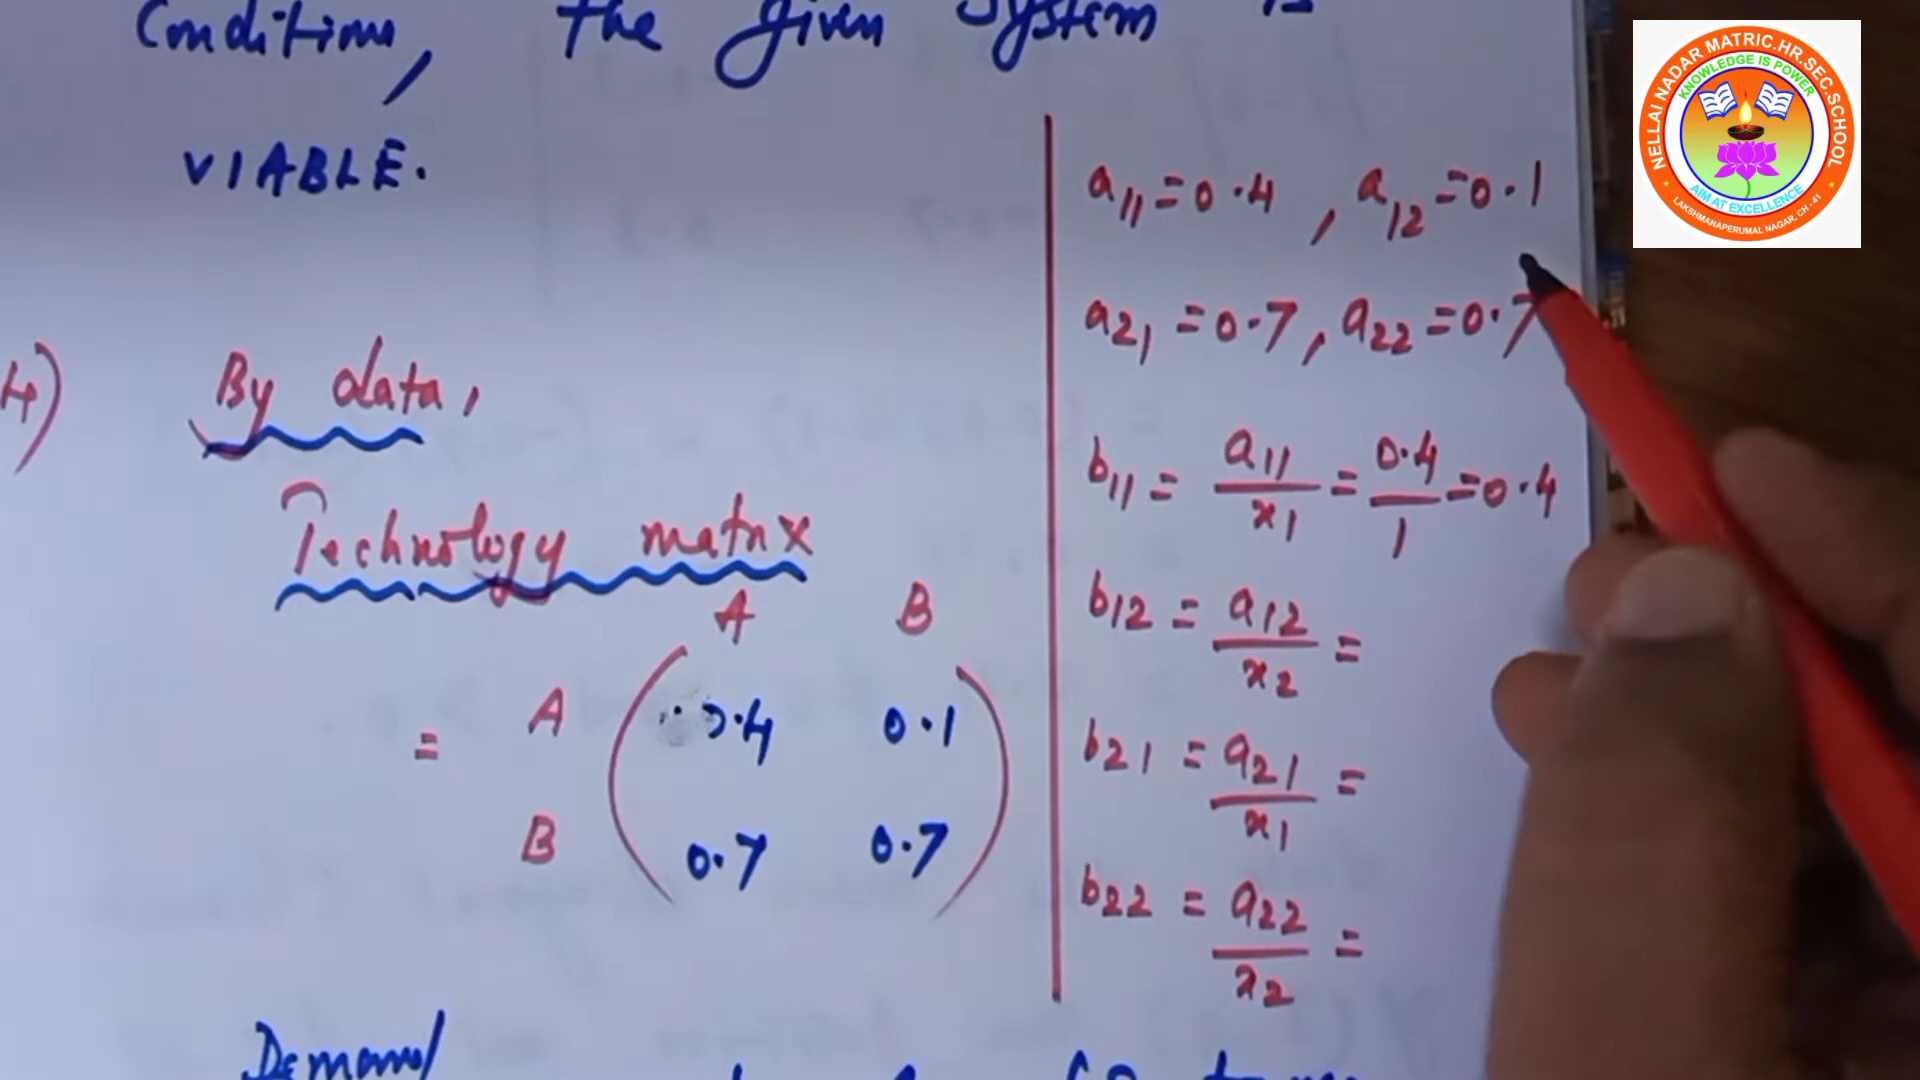 Conditions, the given system is
VIABLE.
4) By data,
Technology matrix
A B
= A ( 0.4 0.1 )
B ( 0.7 0.7 )
Demand
a11 = 0.4 , a12 = 0.1
a21 = 0.7 , a22 = 0.7
b11 = a11/x1 = 0.4/1 = 0.4
b12 = a12/x2 =
b21 = a21/x1 =
b22 = a22/x2 =
NELLAI NADAR MATRIC.HR.SEC.SCHOOL
KNOWLEDGE IS POWER
AIM AT EXCELLENCE
LAKSHMANAPERUMAL NAGAR, CH - 41